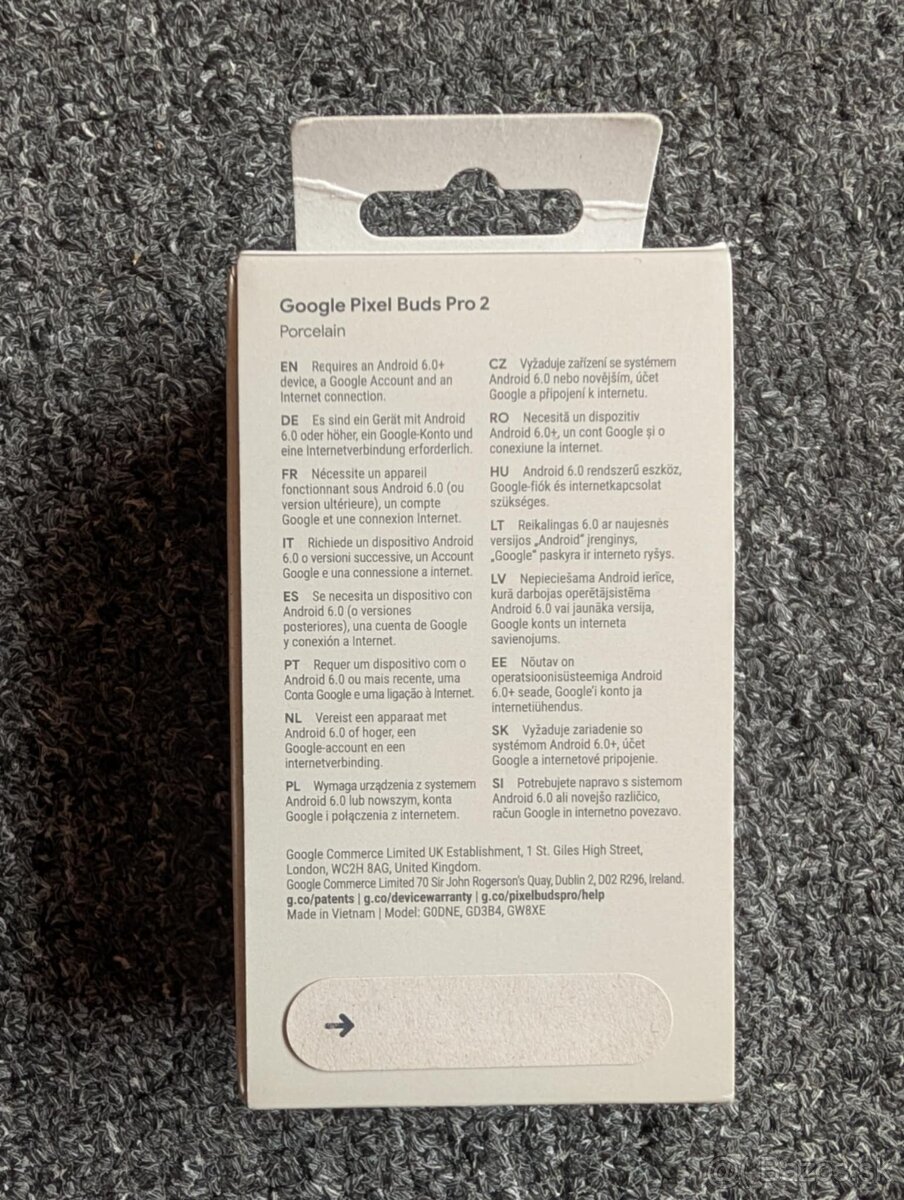 Google Pixel Buds Pro 2
Porcelain
EN Requires an Android 6.0+
device, a Google Account and an
Internet connection.
DE Es sind ein Gerät mit Android
6.0 oder höher, ein Google-Konto und
eine Internetverbindung erforderlich.
FR Nécessite un appareil
fonctionnant sous Android 6.0 (ou
version ultérieure), un compte
Google et une connexion Internet.
IT Richiede un dispositivo Android
6.0 o versioni successive, un Account
Google e una connessione a internet.
ES Se necesita un dispositivo con
Android 6.0 (o versiones
posteriores), una cuenta de Google
y conexión a Internet.
PT Requer um dispositivo com o
Android 6.0 ou mais recente, uma
Conta Google e uma ligação à Internet.
NL Vereist een apparaat met
Android 6.0 of hoger, een
Google-account en een
internetverbinding.
PL Wymaga urządzenia z systemem
Android 6.0 lub nowszym, konta
Google i połączenia z internetem.
CZ Vyžaduje zařízení se systémem
Android 6.0 nebo novějším, účet
Google a připojení k internetu.
RO Necesită un dispozitiv
Android 6.0+, un cont Google și o
conexiune la internet.
HU Android 6.0 rendszerű eszköz,
Google-fiók és internetkapcsolat
szükséges.
LT Reikalingas 6.0 ar naujesnės
versijos „Android“ įrenginys,
„Google“ paskyra ir interneto ryšys.
LV Nepieciešama Android ierīce,
kurā darbojas operētājsistēma
Android 6.0 vai jaunāka versija,
Google konts un interneta
savienojums.
EE Nõutav on
operatsioonisüsteemiga Android
6.0+ seade, Google'i konto ja
internetiühendus.
SK Vyžaduje zariadenie so
systémom Android 6.0+, účet
Google a internetové pripojenie.
SI Potrebujete napravo s sistemom
Android 6.0 ali novejšo različico,
račun Google in internetno povezavo.
Google Commerce Limited UK Establishment, 1 St. Giles High Street,
London, WC2H 8AG, United Kingdom.
Google Commerce Limited 70 Sir John Rogerson's Quay, Dublin 2, D02 R296, Ireland.
g.co/patents | g.co/devicewarranty | g.co/pixelbudspro/help
Made in Vietnam | Model: G0DNE, GD3B4, GW8XE
Bazos.sk